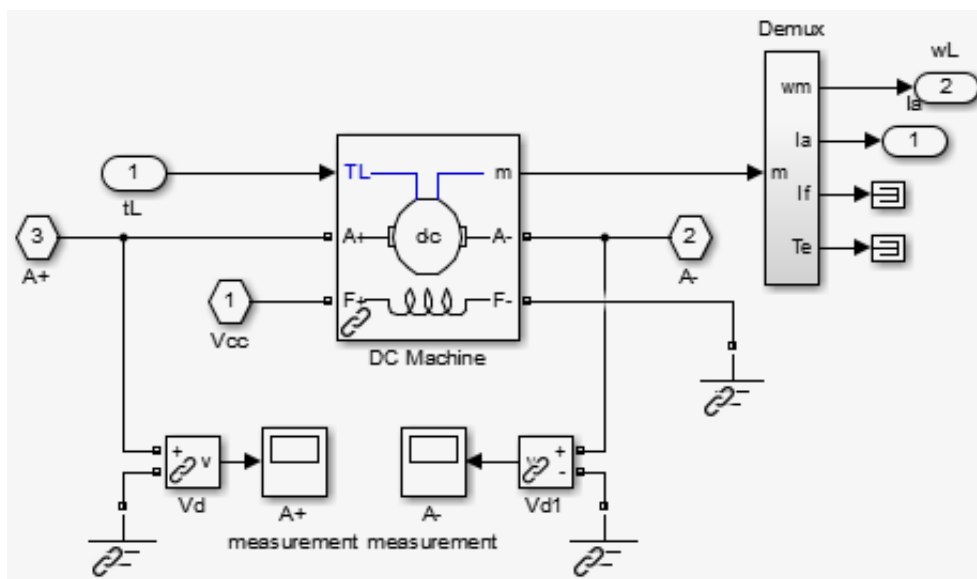 Demux
wL
wm
2
Ia
1
TL
m
Ia
1
m
tL
If
3
A+
dc
A-
2
Te
A+
A-
1
F+
F-
Vcc
DC Machine
+
v
v
+
-
Vd
A+
A-
Vd1
measurement measurement